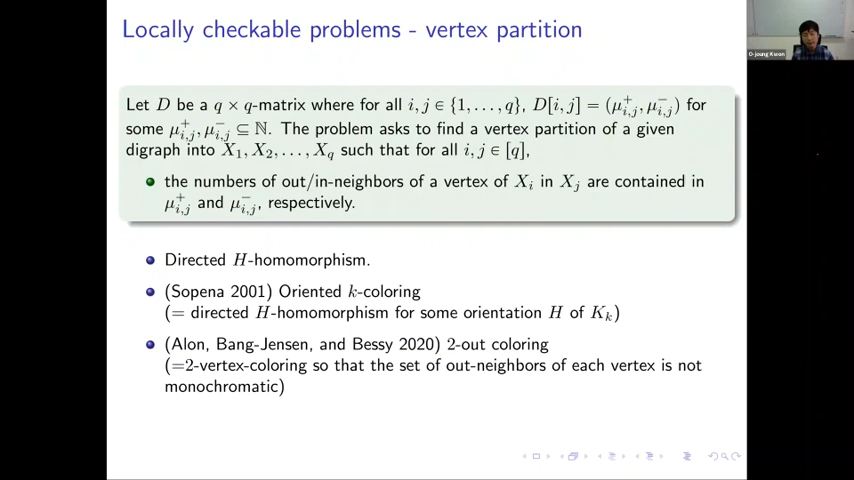 Locally checkable problems - vertex partition
Let D be a q × q-matrix where for all i, j ∈ {1, . . . , q}, D[i, j] = (μ⁺ᵢ,ⱼ, μ⁻ᵢ,ⱼ) for
some μ⁺ᵢ,ⱼ, μ⁻ᵢ,ⱼ ⊆ ℕ. The problem asks to find a vertex partition of a given
digraph into X₁, X₂, . . . , X_q such that for all i, j ∈ [q],
the numbers of out/in-neighbors of a vertex of Xᵢ in Xⱼ are contained in
μ⁺ᵢ,ⱼ and μ⁻ᵢ,ⱼ, respectively.
Directed H-homomorphism.
(Sopena 2001) Oriented k-coloring
(= directed H-homomorphism for some orientation H of Kₖ)
(Alon, Bang-Jensen, and Bessy 2020) 2-out coloring
(=2-vertex-coloring so that the set of out-neighbors of each vertex is not
monochromatic)
O-joung Kwon